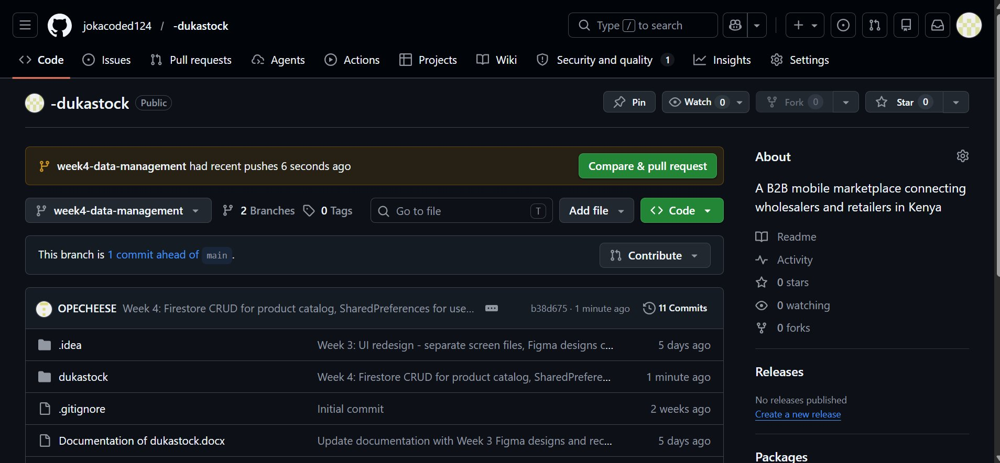 jokacoded124 / -dukastock
Type / to search
Code Issues Pull requests Agents Actions Projects Wiki Security and quality 1 Insights Settings
-dukastock Public
Pin Watch 0 Fork 0 Star 0
week4-data-management had recent pushes 6 seconds ago
Compare & pull request
week4-data-management 2 Branches 0 Tags
Go to file T
Add file Code
This branch is 1 commit ahead of main.
Contribute
OPECHEESE Week 4: Firestore CRUD for product catalog, SharedPreferences for use... b38d675 · 1 minute ago 11 Commits
.idea Week 3: UI redesign - separate screen files, Figma designs c... 5 days ago
dukastock Week 4: Firestore CRUD for product catalog, SharedPrefere... 1 minute ago
.gitignore Initial commit 2 weeks ago
Documentation of dukastock.docx Update documentation with Week 3 Figma designs and rec... 5 days ago
About
A B2B mobile marketplace connecting
wholesalers and retailers in Kenya
Readme
Activity
0 stars
0 watching
0 forks
Releases
No releases published
Create a new release
Packages